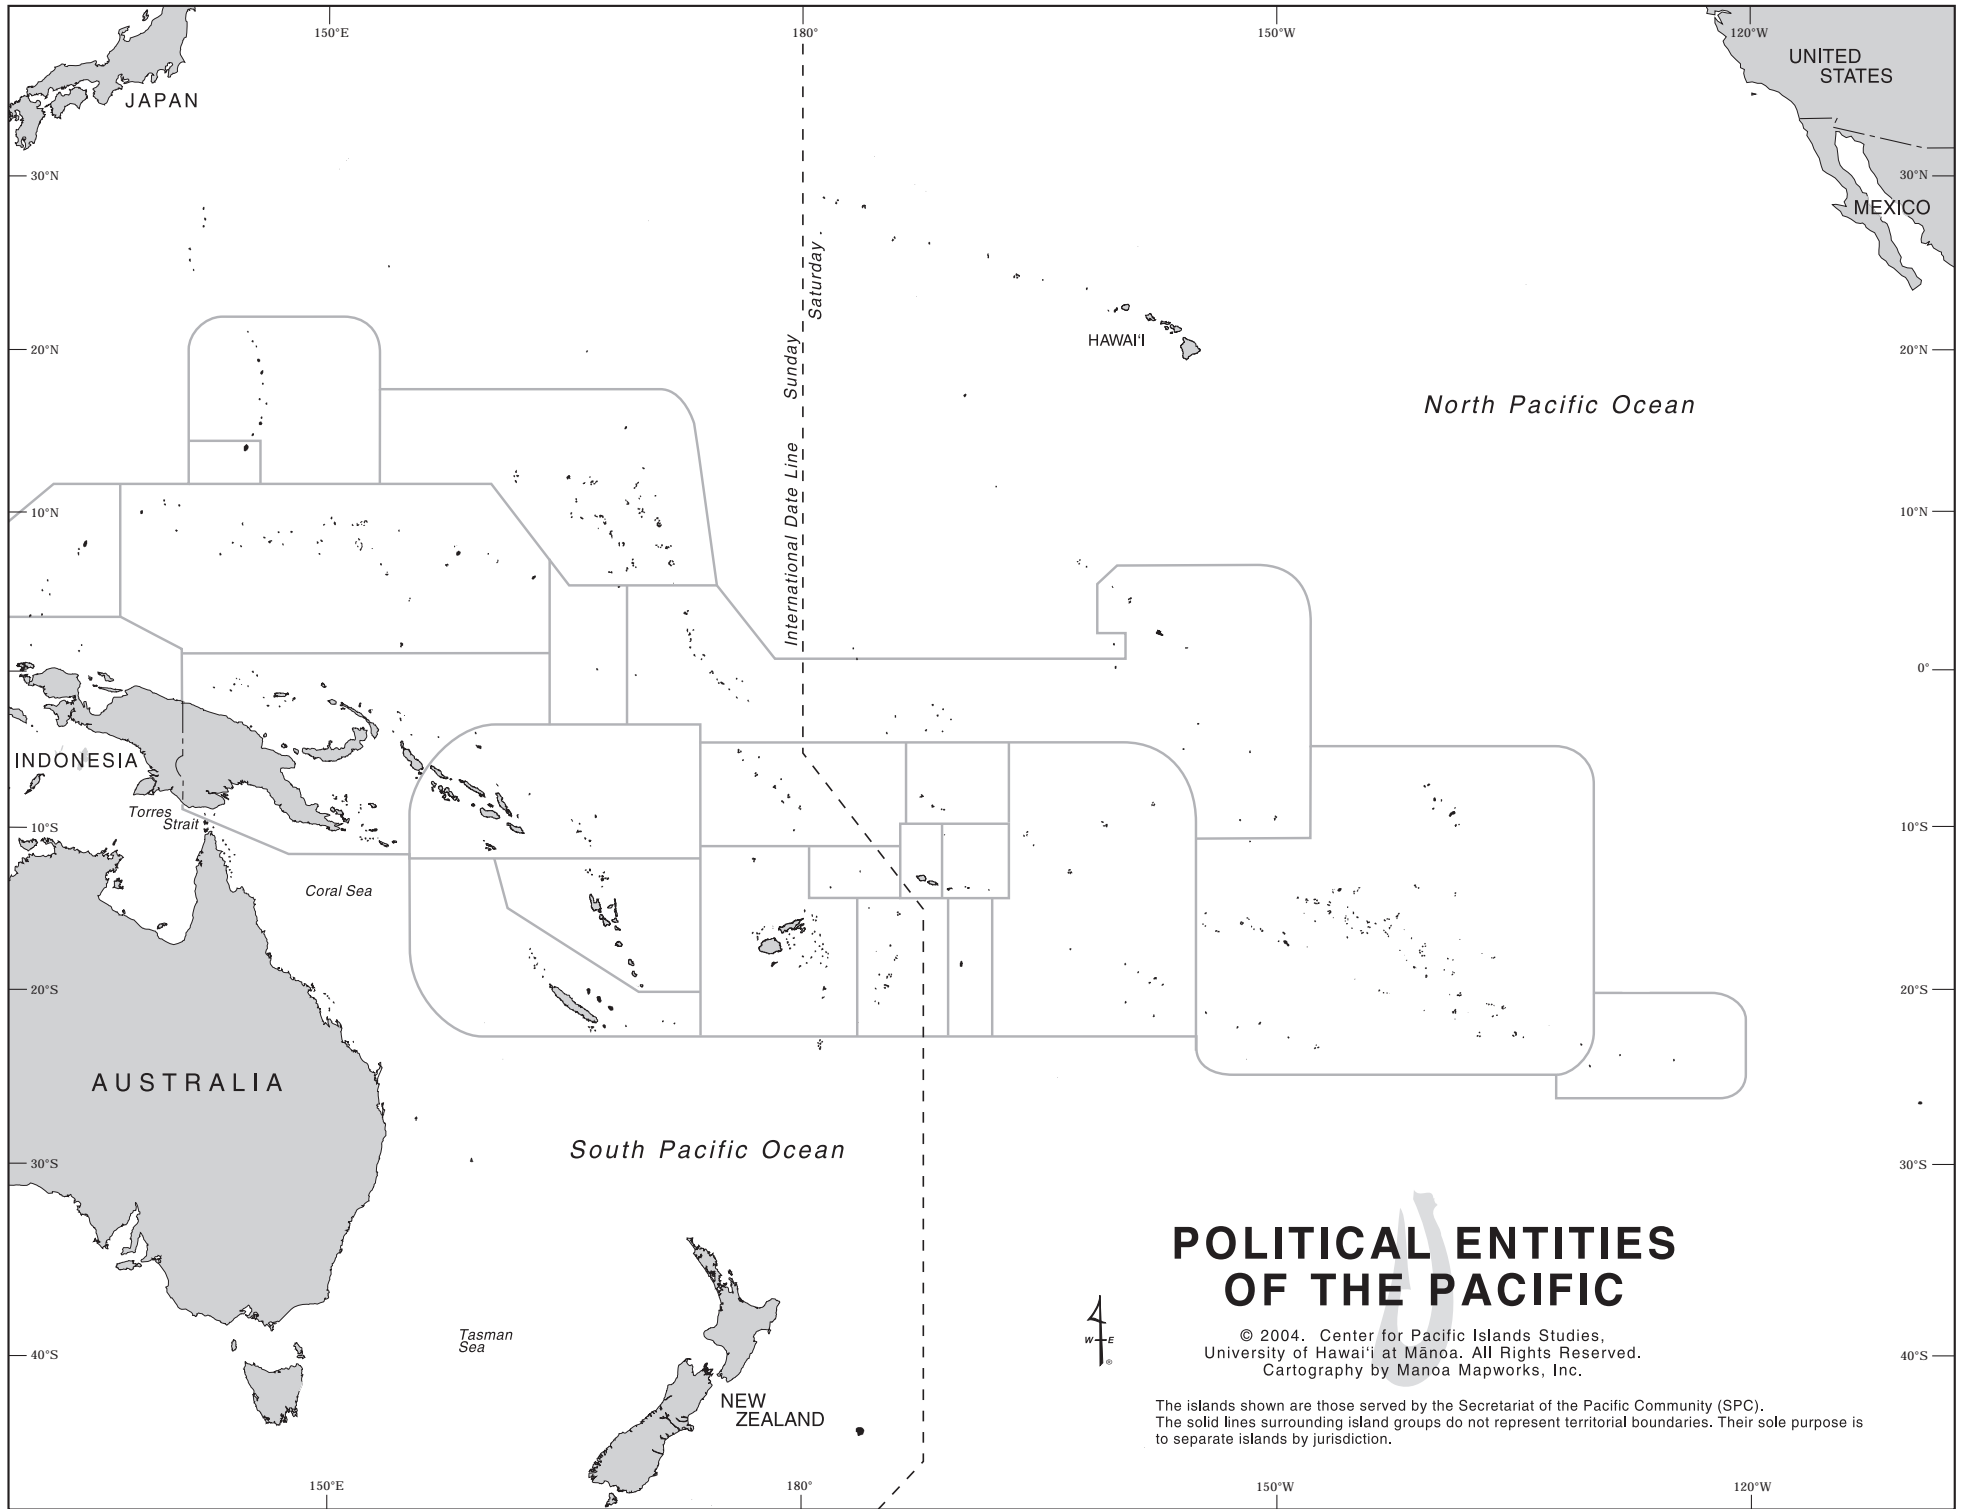 150°E
180°
150°W
120°W
UNITED
STATES
JAPAN
30°N
30°N
MEXICO
Saturday
Sunday
International Date Line
HAWAI‘I
20°N
20°N
North Pacific Ocean
10°N
10°N
0°
INDONESIA
Torres
Strait
10°S
10°S
Coral Sea
20°S
20°S
AUSTRALIA
South Pacific Ocean
30°S
30°S
POLITICAL ENTITIES
OF THE PACIFIC
W E
®
© 2004. Center for Pacific Islands Studies,
University of Hawai‘i at Mānoa. All Rights Reserved.
Cartography by Manoa Mapworks, Inc.
Tasman
Sea
40°S
40°S
NEW
ZEALAND
The islands shown are those served by the Secretariat of the Pacific Community (SPC).
The solid lines surrounding island groups do not represent territorial boundaries. Their sole purpose is
to separate islands by jurisdiction.
150°E
180°
150°W
120°W